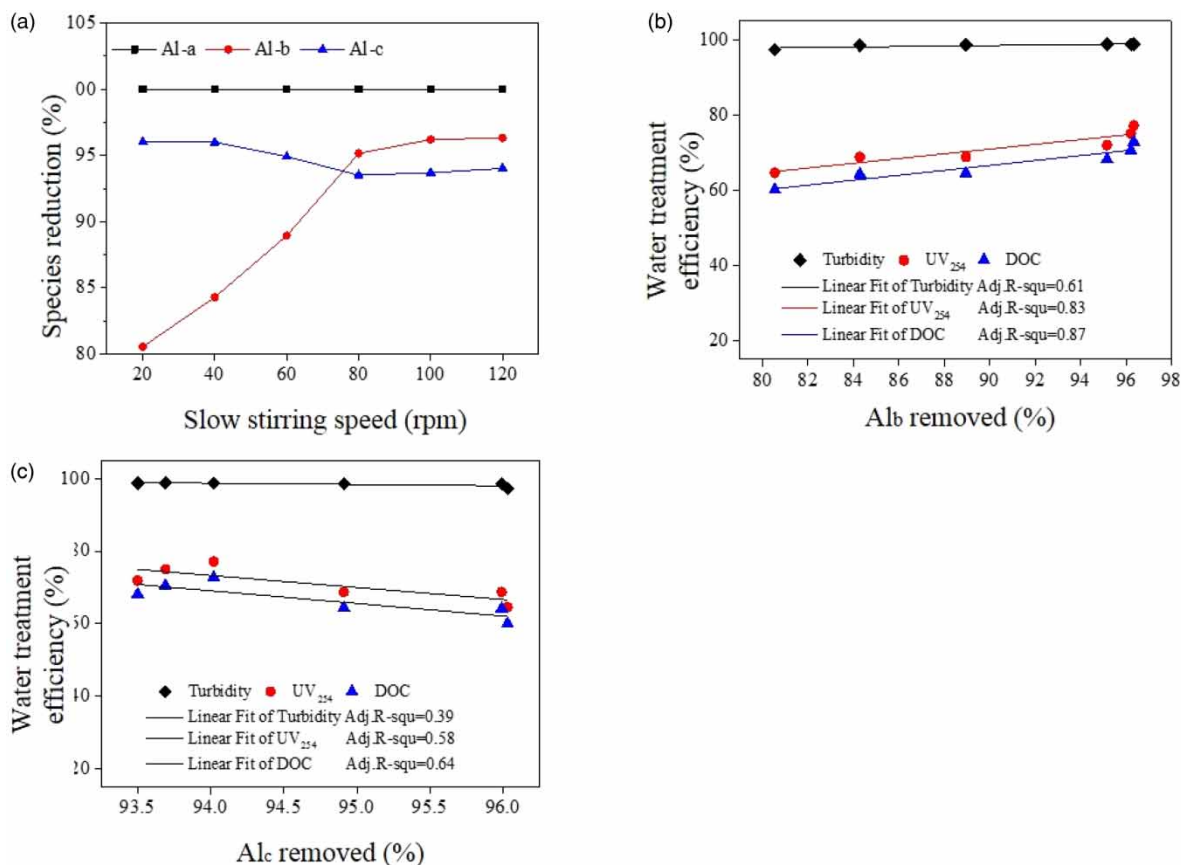 (a)
105
Al-a Al-b Al-c
00
95
90
85
80
Species reduction (%)
20 40 60 80 100 120
Slow stirring speed (rpm)
(b)
100
80
60
40
20
Water treatment
efficiency (%)
Turbidity UV254 DOC
Linear Fit of Turbidity Adj.R-squ=0.61
Linear Fit of UV254 Adj.R-squ=0.83
Linear Fit of DOC Adj.R-squ=0.87
80 82 84 86 88 90 92 94 96 98
Alb removed (%)
(c)
100
80
60
40
20
Water treatment
efficiency (%)
Turbidity UV254 DOC
Linear Fit of Turbidity Adj.R-squ=0.39
Linear Fit of UV254 Adj.R-squ=0.58
Linear Fit of DOC Adj.R-squ=0.64
93.5 94.0 94.5 95.0 95.5 96.0
Alc removed (%)